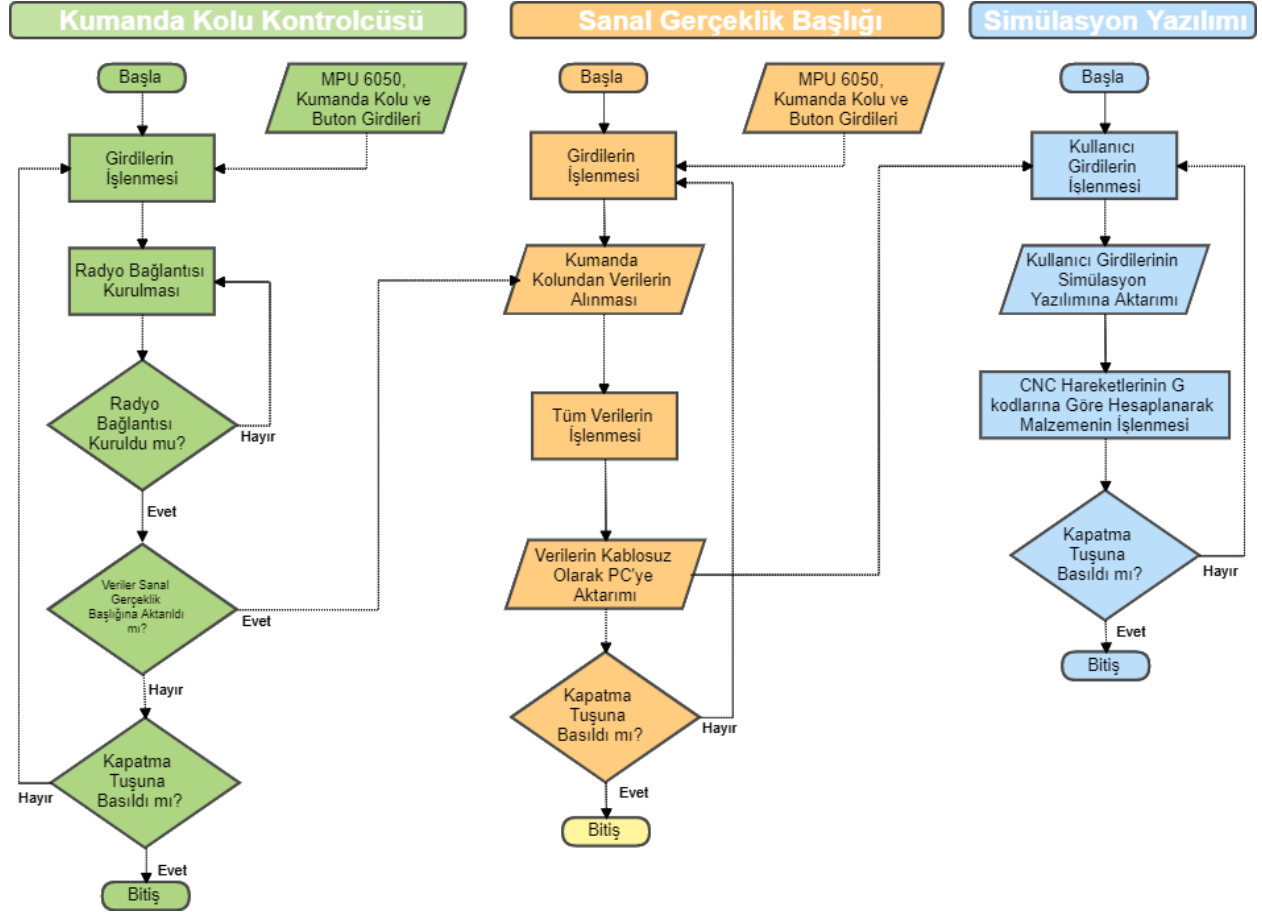 Kumanda Kolu Kontrolcüsü
Başla
MPU 6050,
Kumanda Kolu ve
Buton Girdileri
Girdilerin
İşlenmesi
Radyo Bağlantısı
Kurulması
Radyo
Bağlantısı
Kuruldu mu?
Hayır
Evet
Veriler Sanal
Gerçeklik
Başlığına Aktarıldı
mı?
Evet
Hayır
Kapatma
Tuşuna
Basıldı mı?
Hayır
Evet
Bitiş
Sanal Gerçeklik Başlığı
Başla
MPU 6050,
Kumanda Kolu ve
Buton Girdileri
Girdilerin
İşlenmesi
Kumanda
Kolundan Verilerin
Alınması
Tüm Verilerin
İşlenmesi
Verilerin Kablosuz
Olarak PC'ye
Aktarımı
Kapatma
Tuşuna
Basıldı mı?
Hayır
Evet
Bitiş
Simülasyon Yazılımı
Başla
Kullanıcı
Girdilerin
İşlenmesi
Kullanıcı Girdilerinin
Simülasyon
Yazılımına Aktarımı
CNC Hareketlerinin G
kodlarına Göre Hesaplanarak
Malzemenin İşlenmesi
Kapatma
Tuşuna
Basıldı mı?
Hayır
Evet
Bitiş